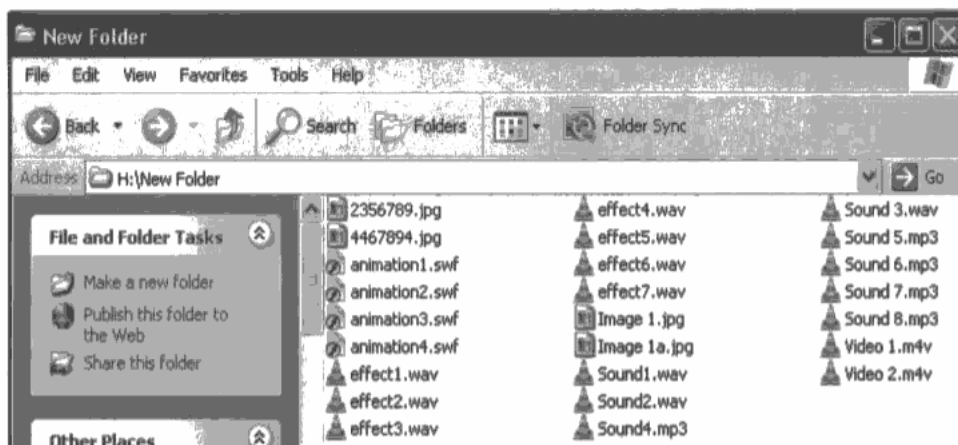 New Folder
File Edit View Favorites Tools Help
Back Search Folders Folder Sync
Address H:\New Folder Go
File and Folder Tasks
Make a new folder
Publish this folder to
the Web
Share this folder
Other Places
2356789.jpg
4467894.jpg
animation1.swf
animation2.swf
animation3.swf
animation4.swf
effect1.wav
effect2.wav
effect3.wav
effect4.wav
effect5.wav
effect6.wav
effect7.wav
Image 1.jpg
Image 1a.jpg
Sound1.wav
Sound2.wav
Sound4.mp3
Sound 3.wav
Sound 5.mp3
Sound 6.mp3
Sound 7.mp3
Sound 8.mp3
Video 1.m4v
Video 2.m4v